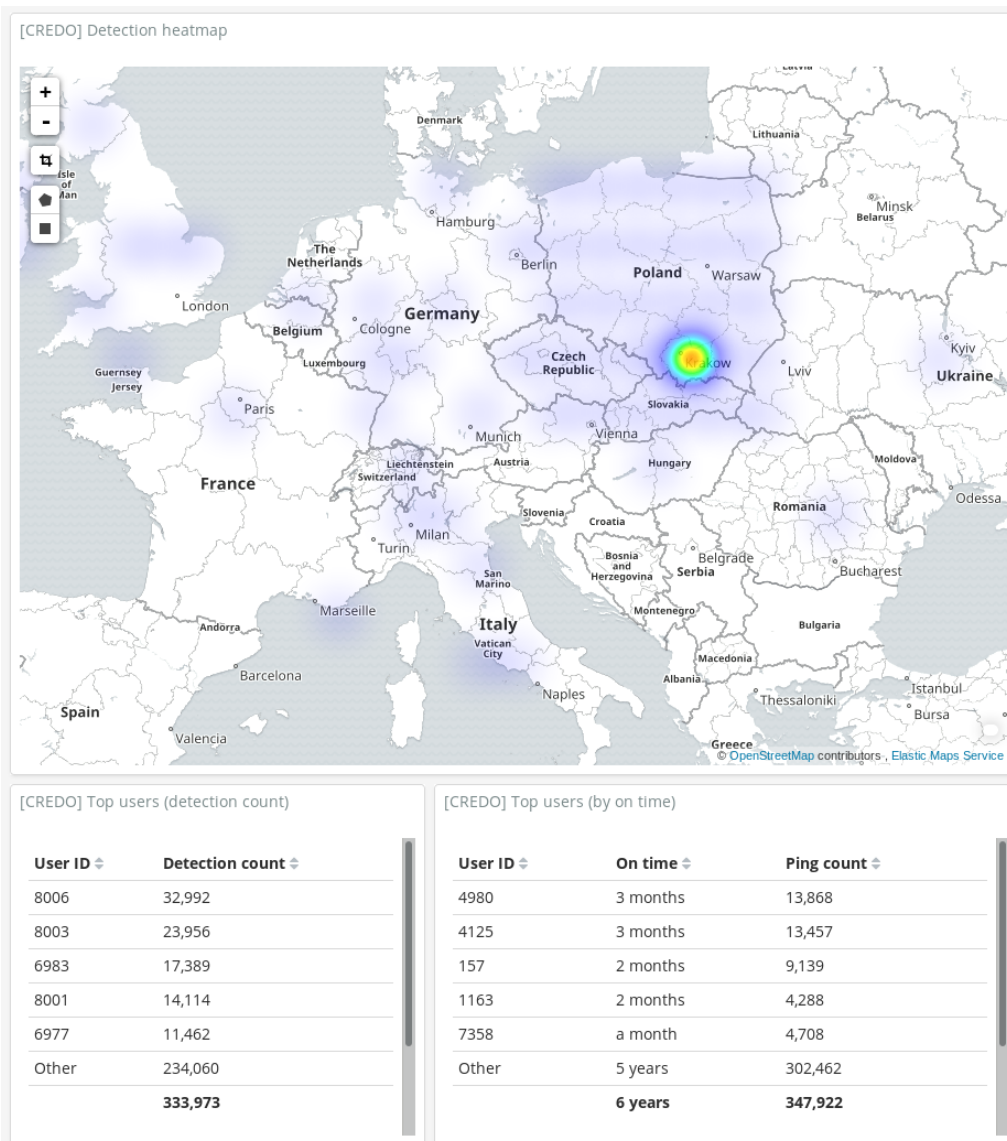 [CREDO] Detection heatmap
+
-
Latvia
Denmark
Lithuania
Isle
of
Man
Minsk
Belarus
Hamburg
The
Netherlands
Berlin
Poland
Warsaw
London
Germany
Belgium
Cologne
Kyiv
Luxembourg
Czech
Republic
Krakow
Lviv
Ukraine
Guernsey
Jersey
Paris
Slovakia
Vienna
Munich
Liechtenstein
Switzerland
Austria
Hungary
Moldova
France
Odessa
Slovenia
Croatia
Romania
Milan
Turin
Bosnia
and
Herzegovina
Belgrade
Serbia
Bucharest
San
Marino
Marseille
Montenegro
Andorra
Italy
Bulgaria
Vatican
City
Macedonia
Barcelona
Albania
Naples
Istanbul
Thessaloniki
Spain
Bursa
Valencia
Greece
© OpenStreetMap contributors , Elastic Maps Service
[CREDO] Top users (detection count)
User ID Detection count
8006 32,992
8003 23,956
6983 17,389
8001 14,114
6977 11,462
Other 234,060
333,973
[CREDO] Top users (by on time)
User ID On time Ping count
4980 3 months 13,868
4125 3 months 13,457
157 2 months 9,139
1163 2 months 4,288
7358 a month 4,708
Other 5 years 302,462
6 years 347,922